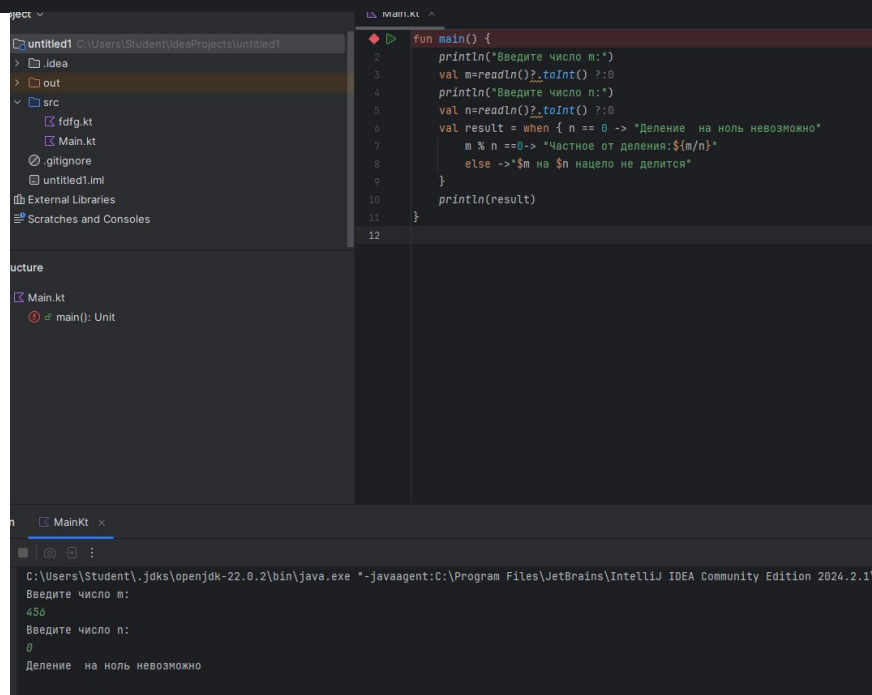 oject
untitled1 C:\Users\Student\IdeaProjects\untitled1
.idea
out
src
fdfg.kt
Main.kt
.gitignore
untitled1.iml
External Libraries
Scratches and Consoles
ucture
Main.kt
main(): Unit
Main.kt
fun main() {
2 println("Введите число m:")
3 val m=readln()?.toInt() ?:0
4 println("Введите число n:")
5 val n=readln()?.toInt() ?:0
6 val result = when { n == 0 -> "Деление  на ноль невозможно"
7 m % n ==0-> "Частное от деления:${m/n}"
8 else ->"$m на $n нацело не делится"
9 }
10 println(result)
11 }
12
n MainKt
C:\Users\Student\.jdks\openjdk-22.0.2\bin\java.exe "-javaagent:C:\Program Files\JetBrains\IntelliJ IDEA Community Edition 2024.2.1\
Введите число m:
456
Введите число n:
0
Деление  на ноль невозможно